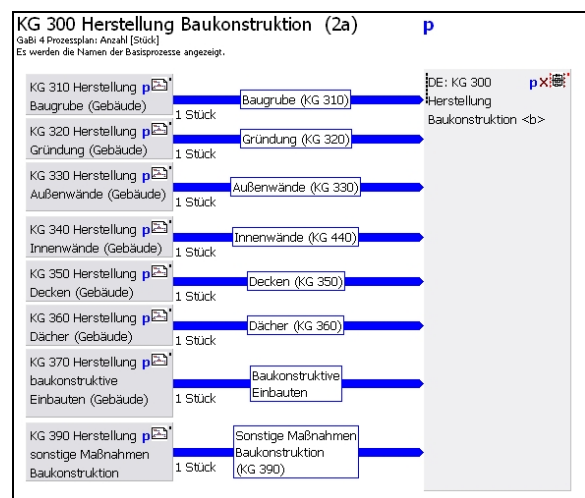 KG 300 Herstellung Baukonstruktion (2a) p
GaBi 4 Prozessplan: Anzahl [Stück]
Es werden die Namen der Basisprozesse angezeigt.
KG 310 Herstellung p
Baugrube (Gebäude)
1 Stück
Baugrube (KG 310)
DE: KG 300 pX
Herstellung
Baukonstruktion <b>
KG 320 Herstellung p
Gründung (Gebäude)
1 Stück
Gründung (KG 320)
KG 330 Herstellung p
Außenwände (Gebäude)
1 Stück
Außenwände (KG 330)
KG 340 Herstellung p
Innenwände (Gebäude)
1 Stück
Innenwände (KG 440)
KG 350 Herstellung p
Decken (Gebäude)
1 Stück
Decken (KG 350)
KG 360 Herstellung p
Dächer (Gebäude)
1 Stück
Dächer (KG 360)
KG 370 Herstellung p
baukonstruktive
Einbauten (Gebäude)
1 Stück
Baukonstruktive
Einbauten
KG 390 Herstellung p
sonstige Maßnahmen
Baukonstruktion
1 Stück
Sonstige Maßnahmen
Baukonstruktion
(KG 390)